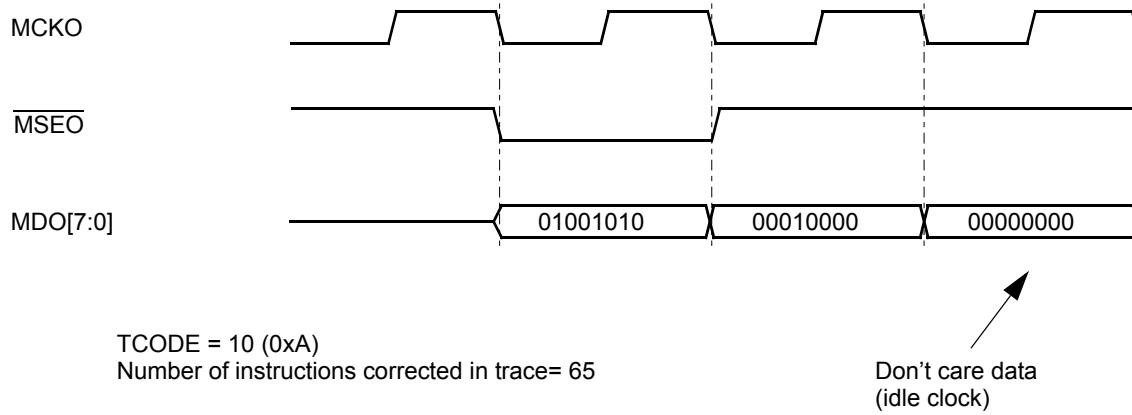 MCKO
MSEO
MDO[7:0]
01001010
00010000
00000000
TCODE = 10 (0xA)
Number of instructions corrected in trace= 65
Don't care data
(idle clock)